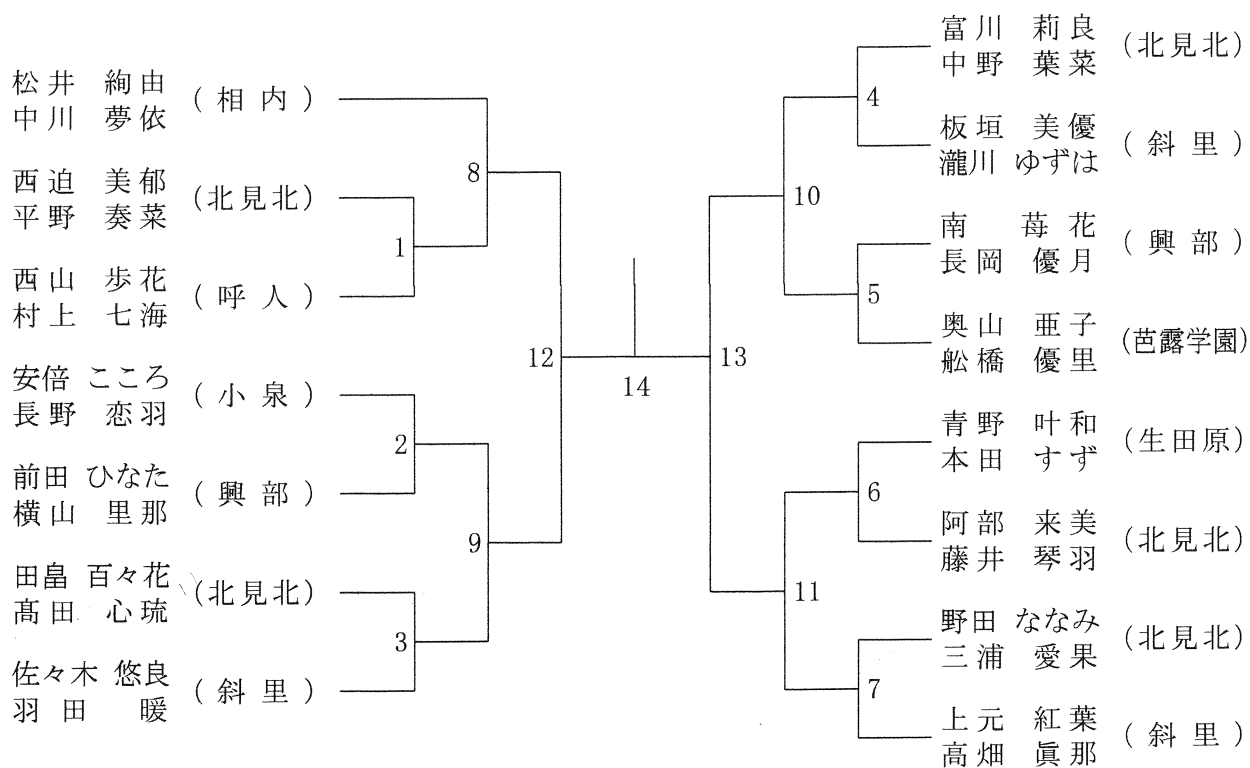 松井 絢由
中川 夢依
(相内)
西迫 美郁
平野 奏菜
(北見北)
西山 歩花
村上 七海
(呼人)
安倍 こころ
長野 恋羽
(小泉)
前田 ひなた
横山 里那
(興部)
田畠 百々花
髙田 心琉
(北見北)
佐々木 悠良
羽田 暖
(斜里)
8
1
2
9
3
12
14
13
富川 莉良
中野 葉菜
(北見北)
板垣 美優
瀧川 ゆずは
(斜里)
南 苺花
長岡 優月
(興部)
奥山 亜子
舩橋 優里
(芭露学園)
青野 叶和
本田 すず
(生田原)
阿部 来美
藤井 琴羽
(北見北)
野田 ななみ
三浦 愛果
(北見北)
上元 紅葉
高畑 眞那
(斜里)
4
10
5
6
11
7